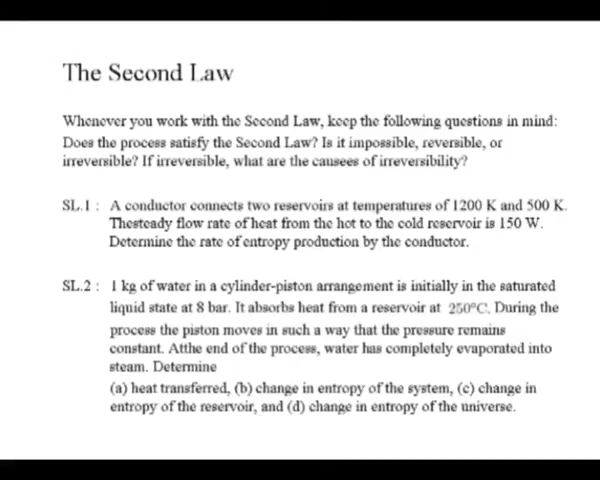 The Second Law
Whenever you work with the Second Law, keep the following questions in mind:
Does the process satisfy the Second Law? Is it impossible, reversible, or
irreversible? If irreversible, what are the causees of irreversibility?
SL.1 : A conductor connects two reservoirs at temperatures of 1200 K and 500 K.
Thesteady flow rate of heat from the hot to the cold reservoir is 150 W.
Determine the rate of entropy production by the conductor.
SL.2 : 1 kg of water in a cylinder-piston arrangement is initially in the saturated
liquid state at 8 bar. It absorbs heat from a reservoir at 250°C. During the
process the piston moves in such a way that the pressure remains
constant. Atthe end of the process, water has completely evaporated into
steam. Determine
(a) heat transferred, (b) change in entropy of the system, (c) change in
entropy of the reservoir, and (d) change in entropy of the universe.